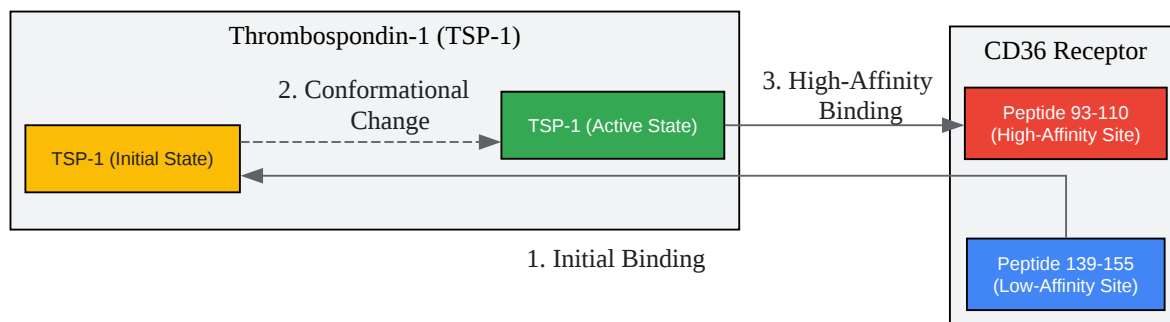 Thrombospondin-1 (TSP-1)
CD36 Receptor
2. Conformational
Change
3. High-Affinity
Binding
TSP-1 (Initial State)
TSP-1 (Active State)
Peptide 93-110
(High-Affinity Site)
1. Initial Binding
Peptide 139-155
(Low-Affinity Site)